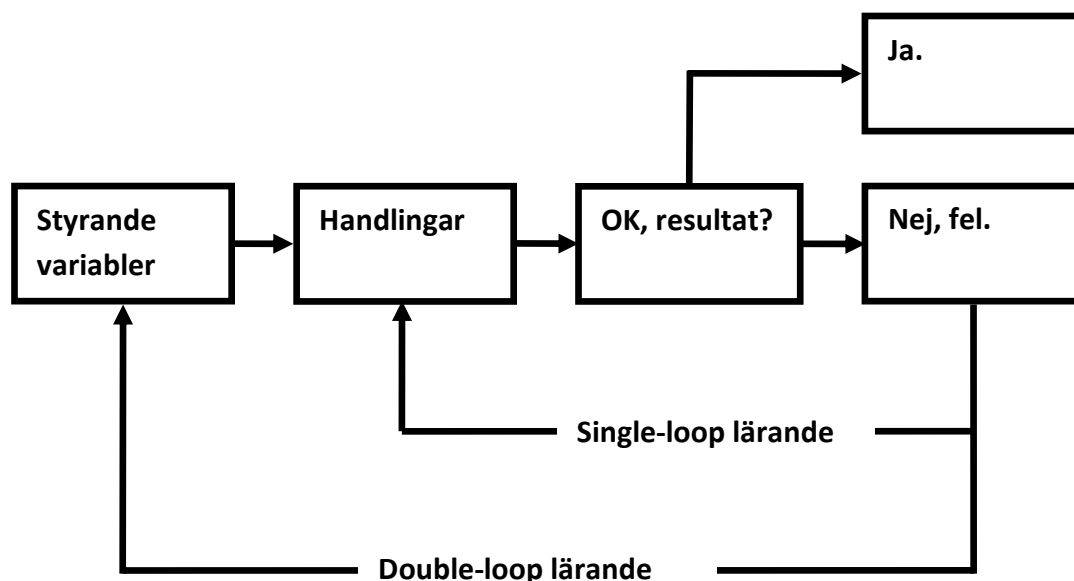 Ja.
Styrande
variabler
Handlingar
OK, resultat?
Nej, fel.
Single-loop lärande
Double-loop lärande